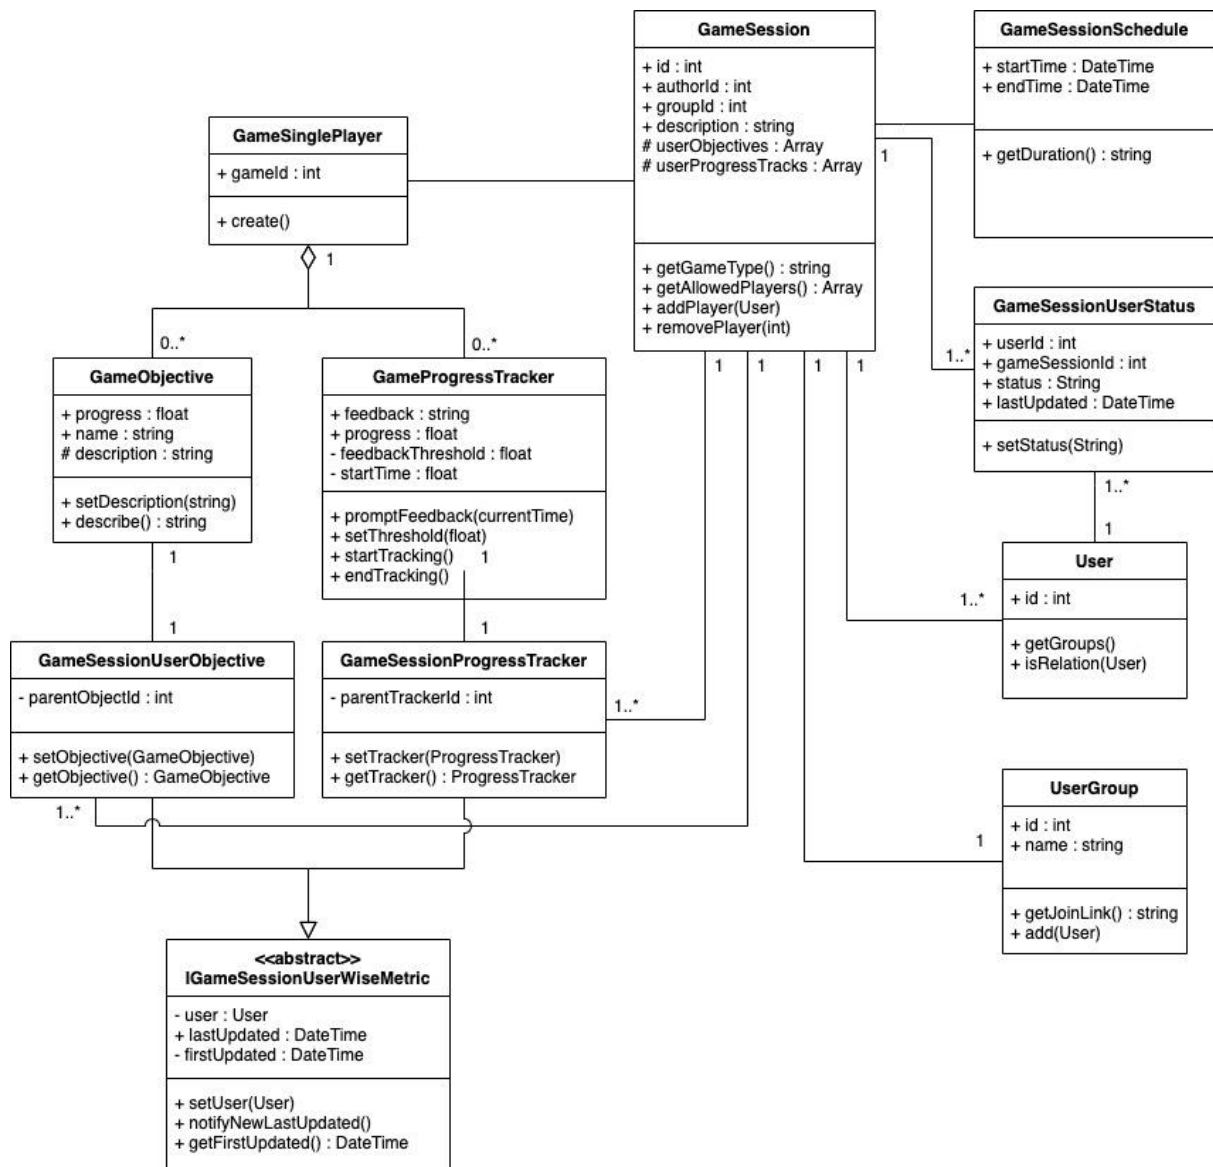 GameSession
+ id : int
+ authorId : int
+ groupId : int
+ description : string
# userObjectives : Array
# userProgressTracks : Array
+ getGameType() : string
+ getAllowedPlayers() : Array
+ addPlayer(User)
+ removePlayer(int)
GameSessionSchedule
+ startTime : DateTime
+ endTime : DateTime
+ getDuration() : string
GameSinglePlayer
+ gameId : int
+ create()
1
1
0..*
0..*
1
1
1
1
1..*
GameSessionUserStatus
+ userId : int
+ gameSessionId : int
+ status : String
+ lastUpdated : DateTime
+ setStatus(String)
1..*
1
GameObjective
+ progress : float
+ name : string
# description : string
+ setDescription(string)
+ describe() : string
1
1
GameProgressTracker
+ feedback : string
+ progress : float
- feedbackThreshold : float
- startTime : float
+ promptFeedback(currentTime)
+ setThreshold(float)
+ startTracking()
+ endTracking()
1
1
User
+ id : int
+ getGroups()
+ isRelation(User)
1..*
GameSessionUserObjective
- parentObjectId : int
+ setObjective(GameObjective)
+ getObjective() : GameObjective
1..*
GameSessionProgressTracker
- parentTrackerId : int
+ setTracker(ProgressTracker)
+ getTracker() : ProgressTracker
1..*
UserGroup
+ id : int
+ name : string
+ getJoinLink() : string
+ add(User)
1
<<abstract>>
IGameSessionUserWiseMetric
- user : User
+ lastUpdated : DateTime
- firstUpdated : DateTime
+ setUser(User)
+ notifyNewLastUpdated()
+ getFirstUpdated() : DateTime